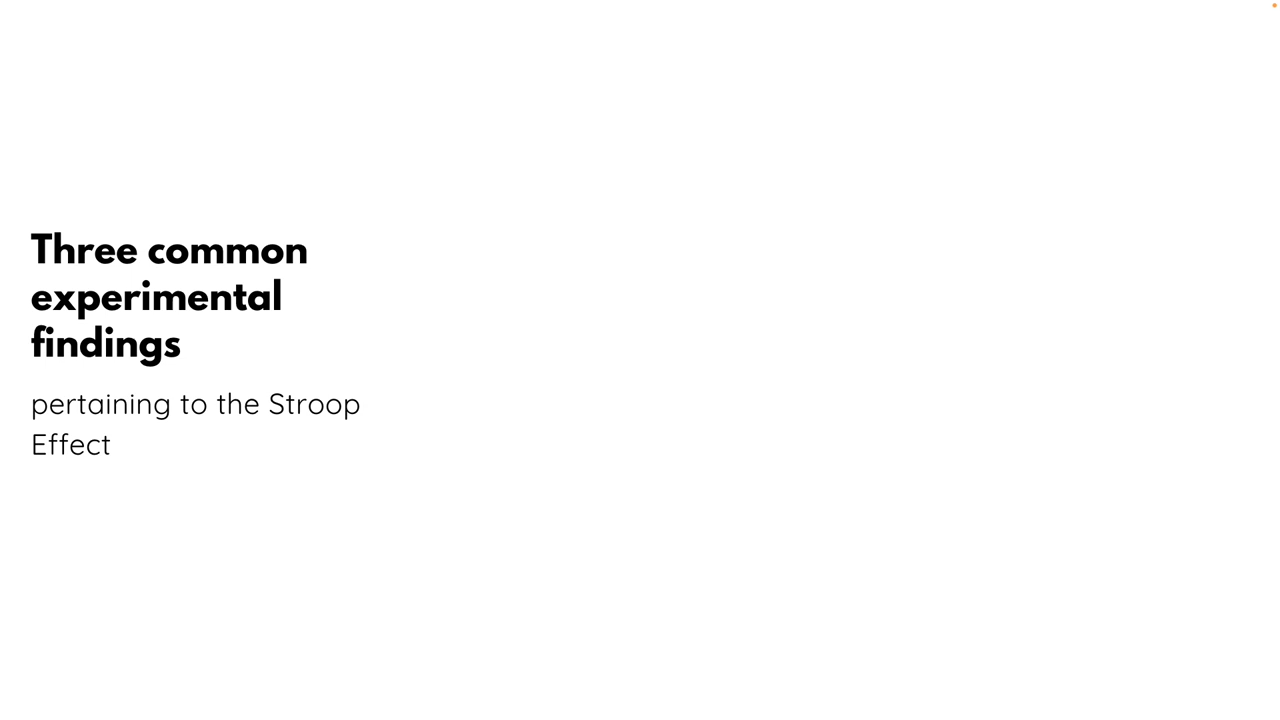 Three common
experimental
findings
pertaining to the Stroop
Effect